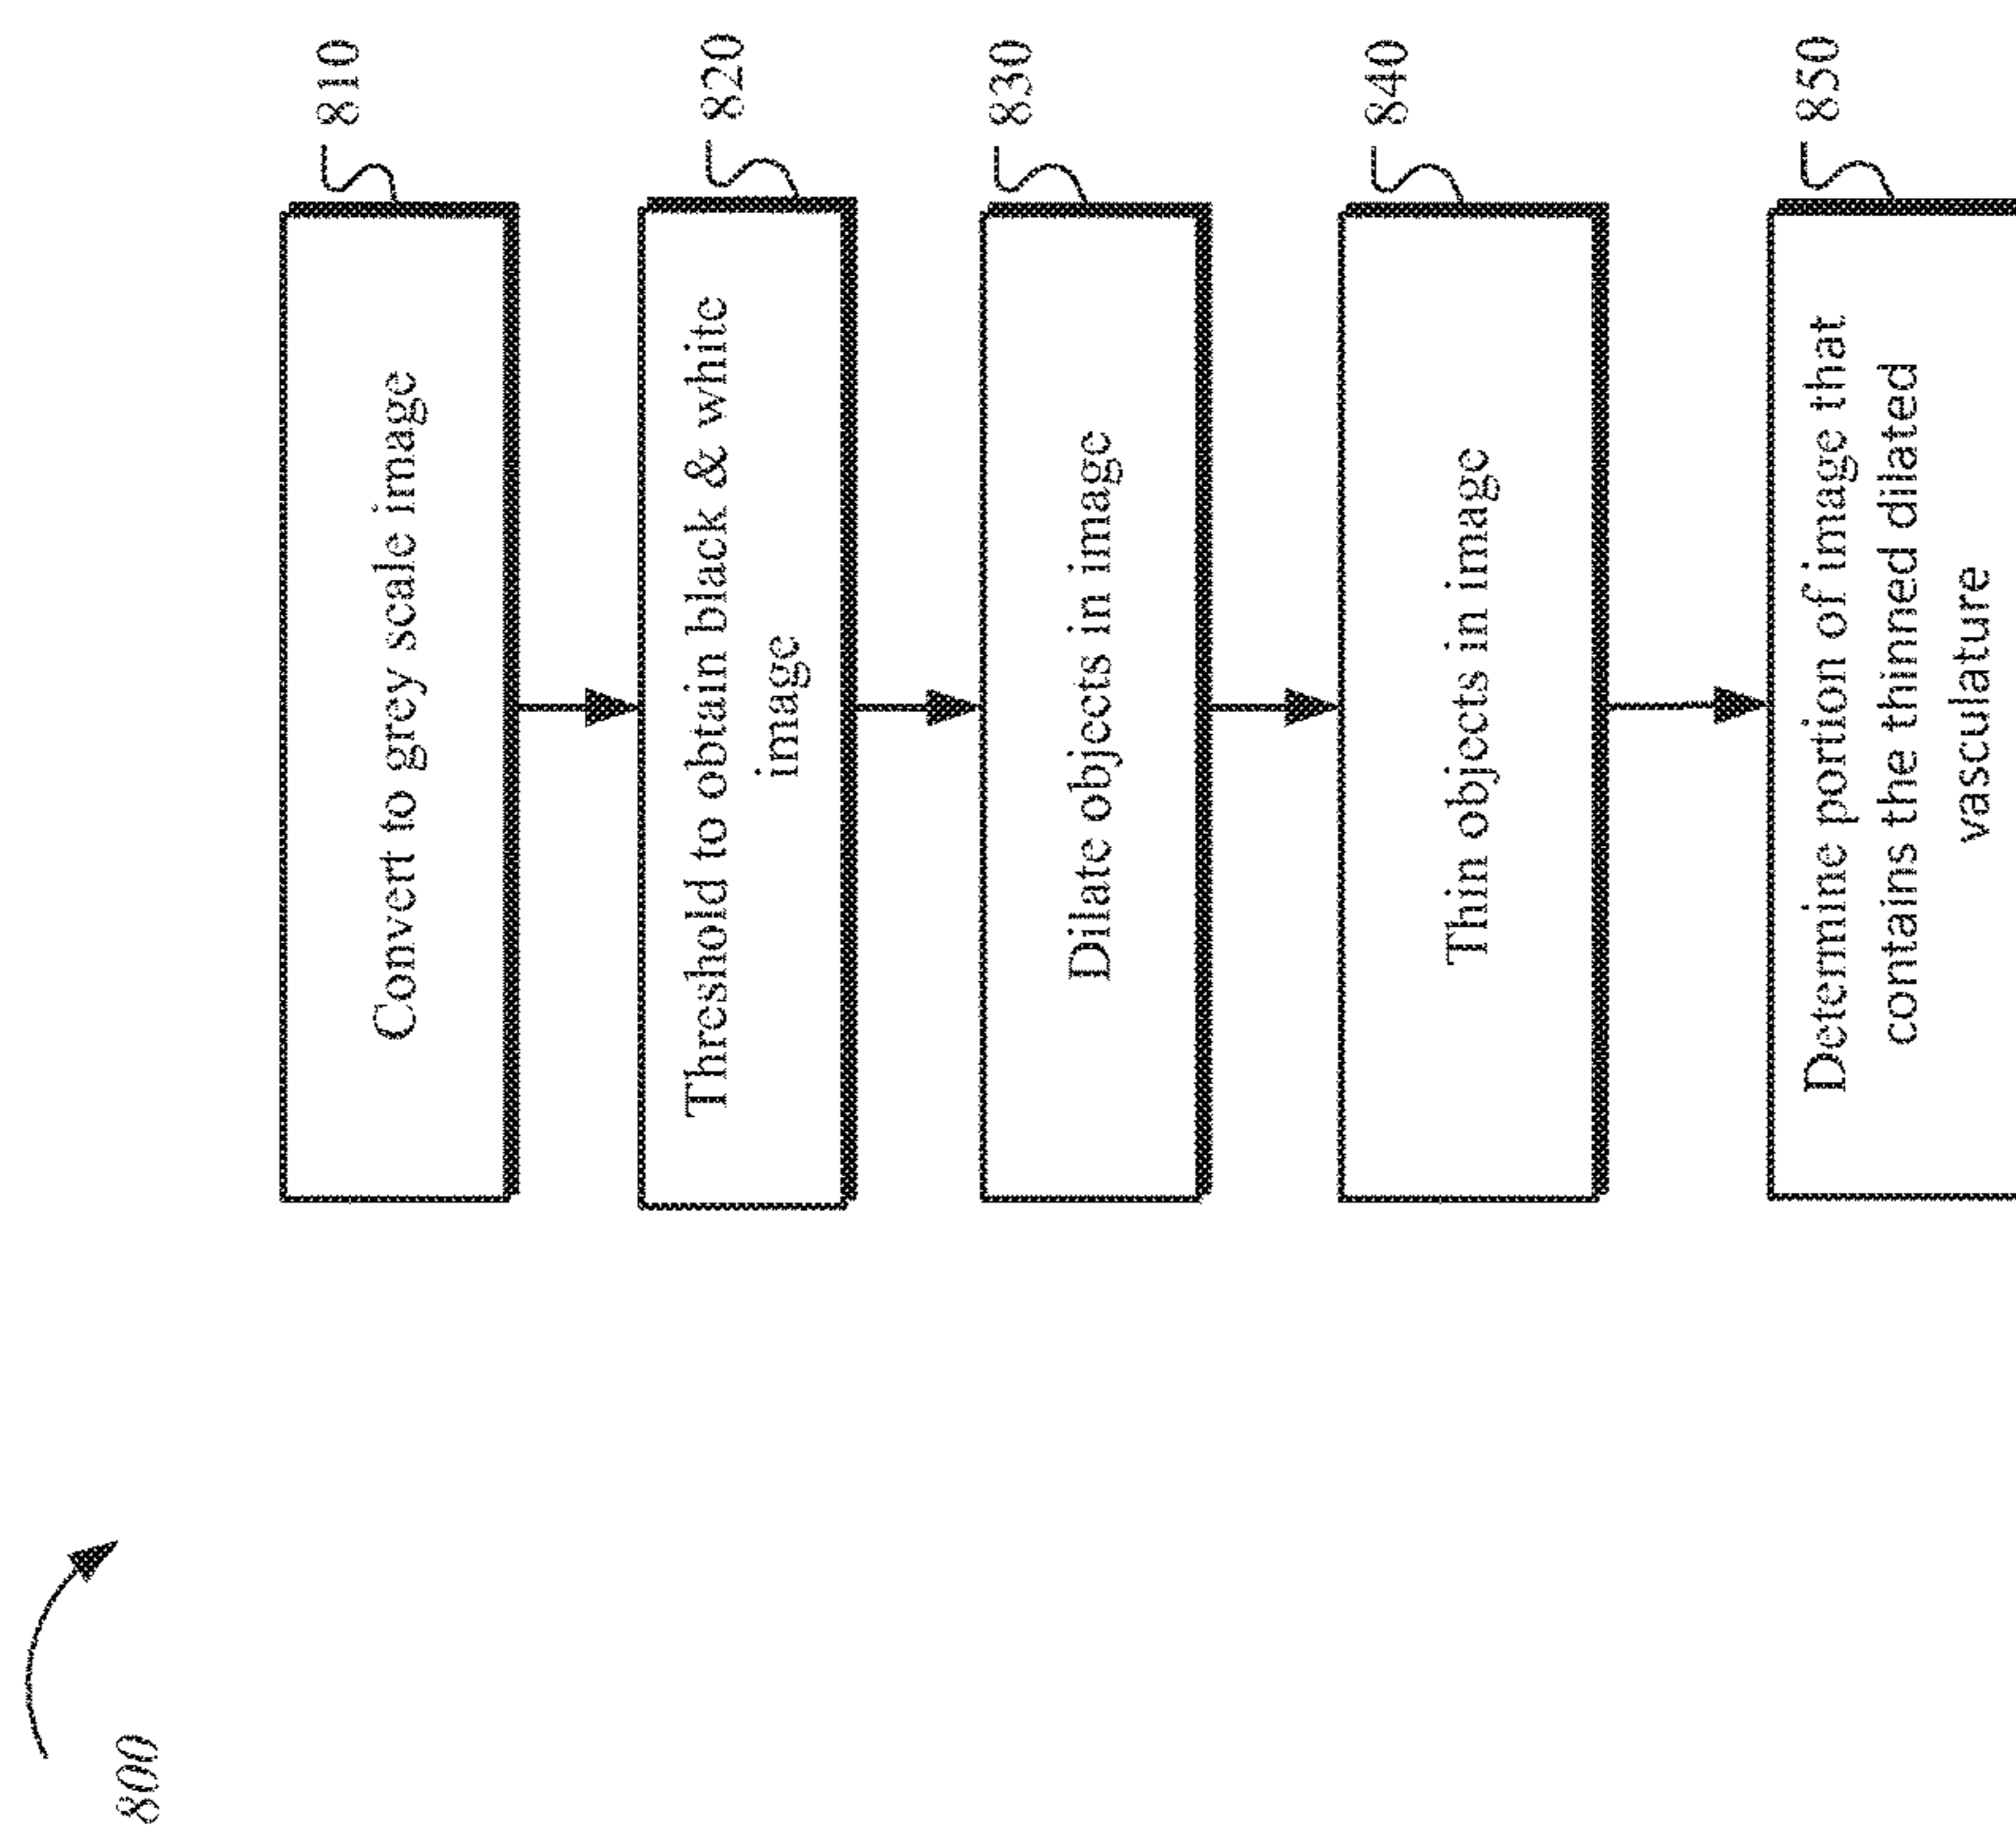 800
Convert to grey scale image
810
Threshold to obtain black & white
image
820
Dilate objects in image
830
Thin objects in image
840
Determine portion of image that
contains the thinned dilated
vasculature
850